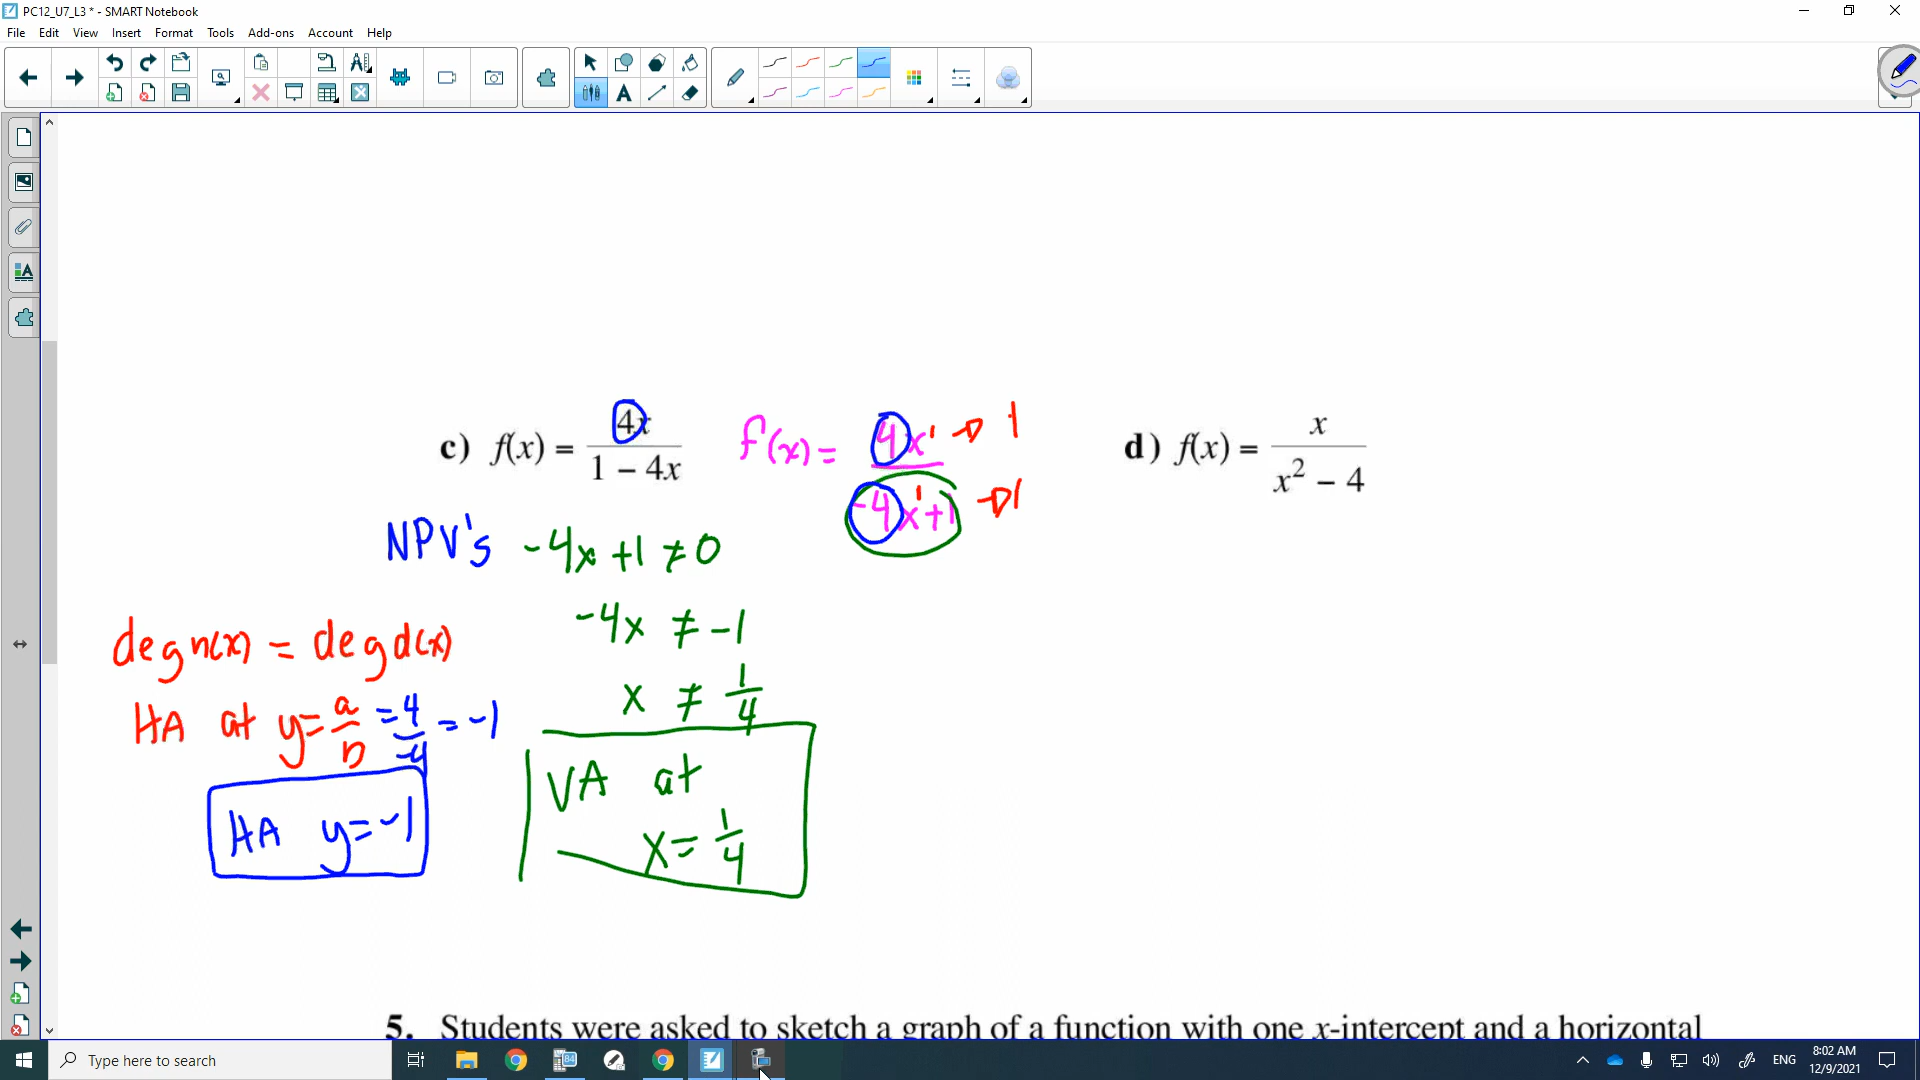 PC12_U7_L3 * - SMART Notebook
File Edit View Insert Format Tools Add-ons Account Help
c) f(x) = 4x / (1 − 4x)
f(x) = 4x¹ → 1
-4x¹+1 → 1
d) f(x) = x / (x² − 4)
NPV's -4x +1 ≠ 0
-4x ≠ -1
x ≠ 1/4
deg n(x) = deg d(x)
HA at y = a/b = 4/-4 = -1
HA y = -1
VA at
x = 1/4
5. Students were asked to sketch a graph of a function with one x-intercept and a horizontal
Type here to search
84
ENG
8:02 AM
12/9/2021